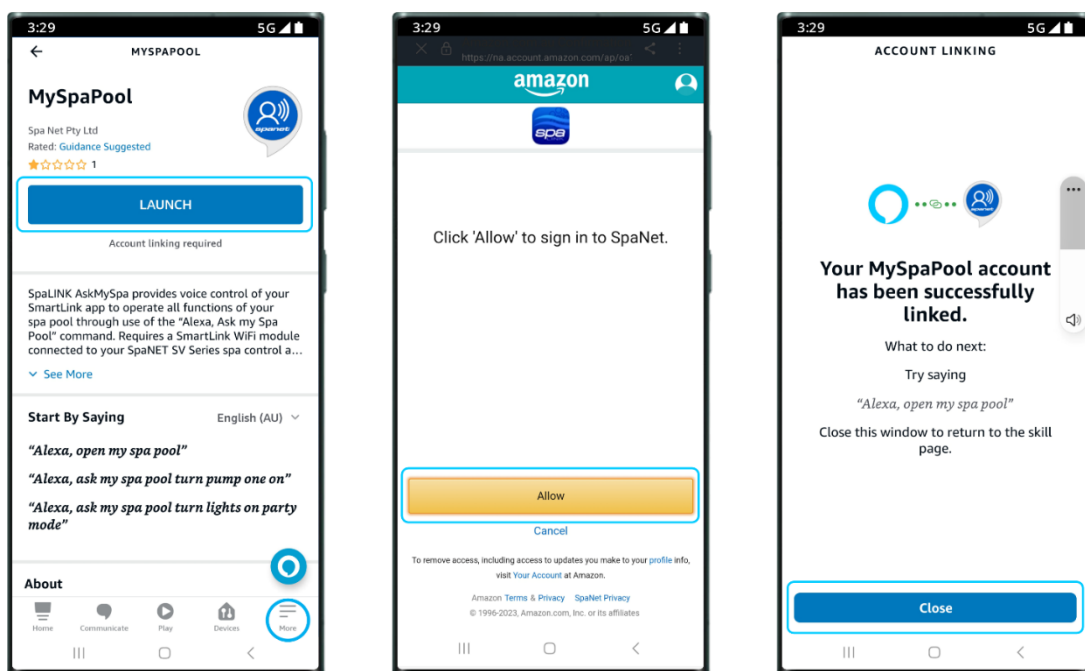 3:29 5G
MYSPAPOOL
MySpaPool
spanet
Spa Net Pty Ltd
Rated: Guidance Suggested
1
LAUNCH
Account linking required
SpaLINK AskMySpa provides voice control of your
SmartLink app to operate all functions of your
spa pool through use of the “Alexa, Ask my Spa
Pool” command. Requires a SmartLink WiFi module
connected to your SpaNET SV Series spa control a...
See More
Start By Saying English (AU)
“Alexa, open my spa pool”
“Alexa, ask my spa pool turn pump one on”
“Alexa, ask my spa pool turn lights on party
mode”
About
Home Communicate Play Devices More
3:29 5G
https://na.account.amazon.com/ap/oa
amazon
spa
Click 'Allow' to sign in to SpaNet.
Allow
Cancel
To remove access, including access to updates you make to your profile info,
visit Your Account at Amazon.
Amazon Terms & Privacy SpaNet Privacy
© 1996-2023, Amazon.com, Inc. or its affiliates
3:29 5G
ACCOUNT LINKING
spanet
Your MySpaPool account
has been successfully
linked.
What to do next:
Try saying
“Alexa, open my spa pool”
Close this window to return to the skill
page.
Close